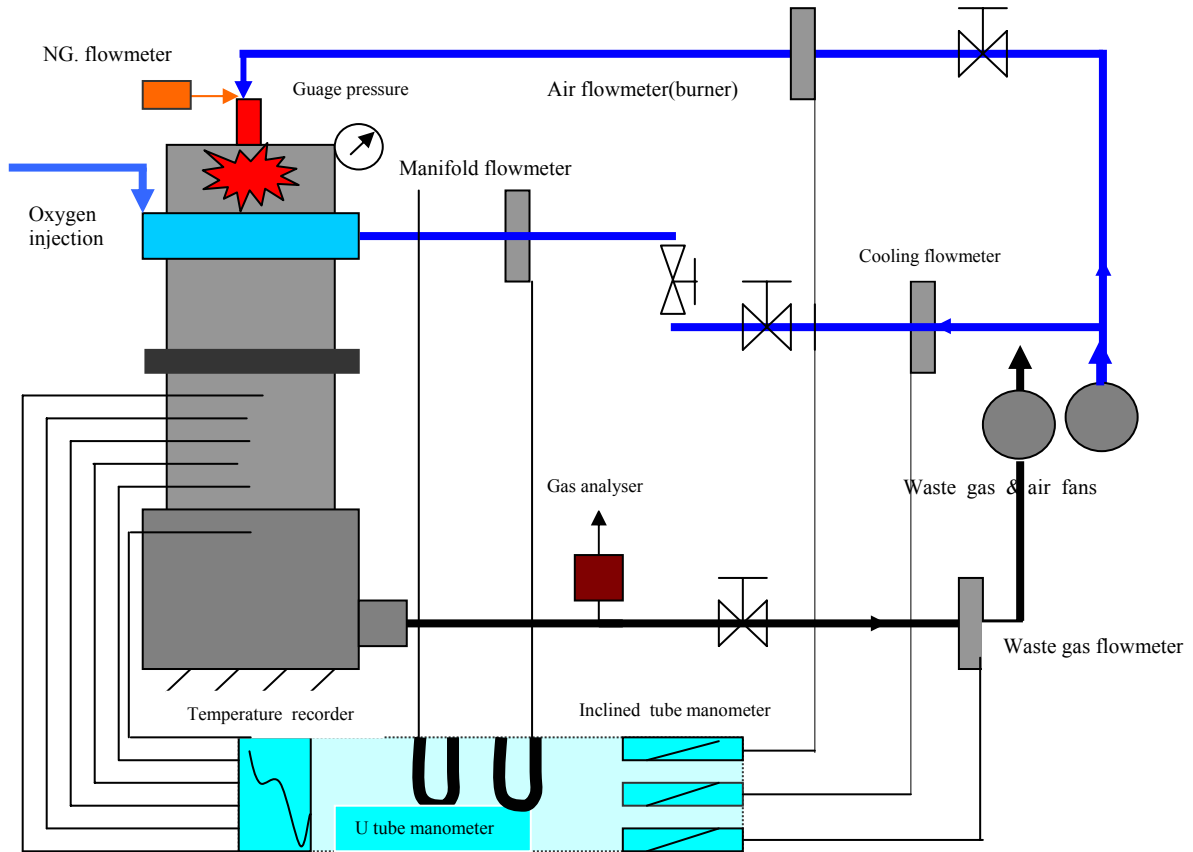 NG. flowmeter
Guage pressure
Air flowmeter(burner)
Manifold flowmeter
Oxygen
injection
Cooling flowmeter
Gas analyser
Waste gas & air fans
Waste gas flowmeter
Temperature recorder
Inclined tube manometer
U tube manometer